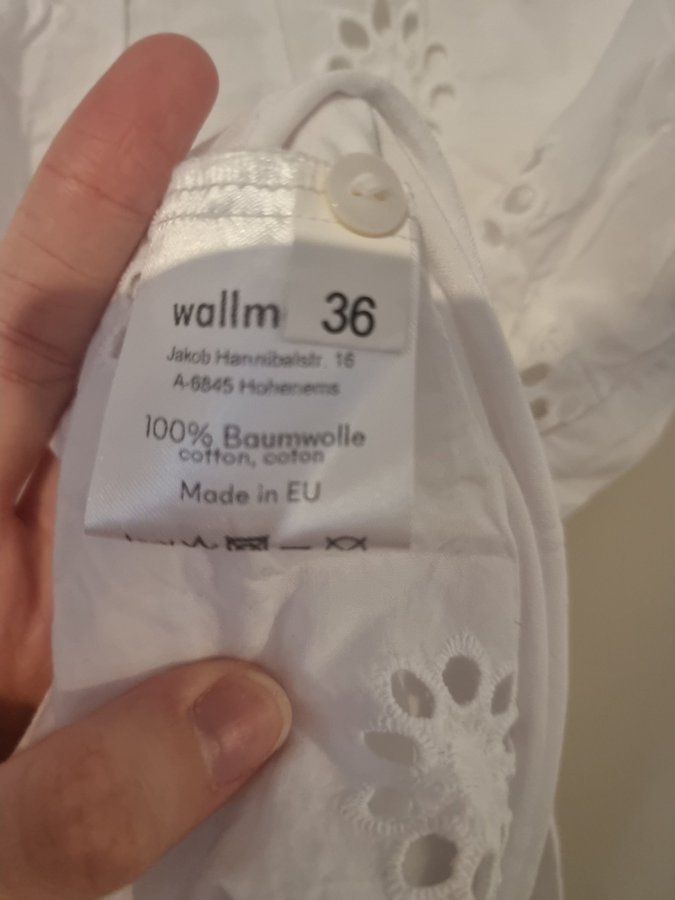 wallm
36
Jakob Hannibalstr. 16
A-6845 Hohenems
100% Baumwolle
cotton, coton
Made in EU